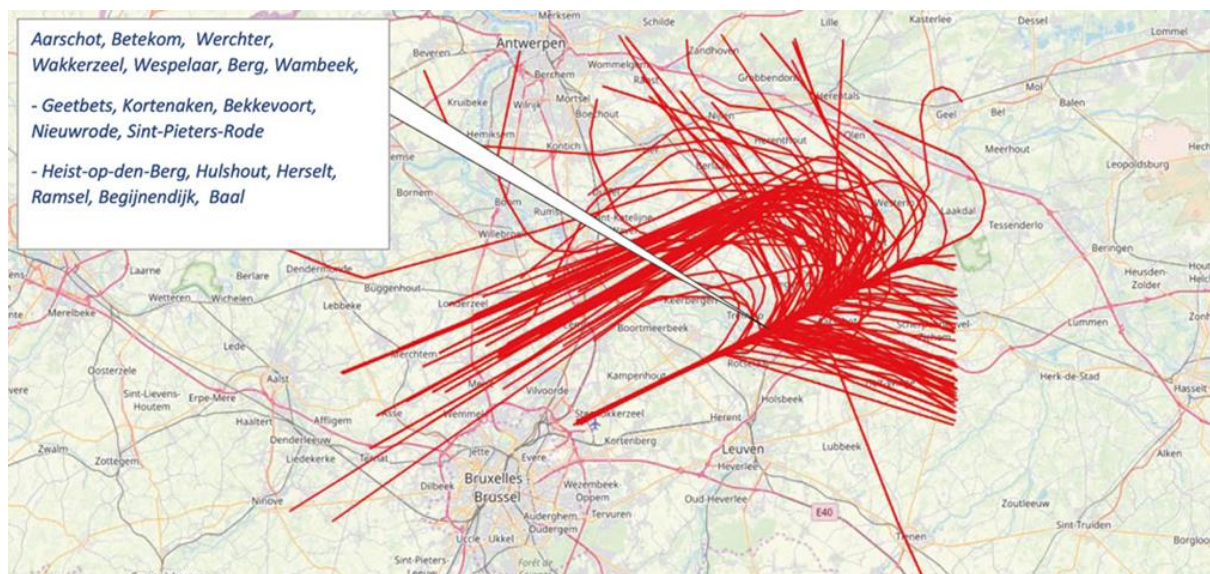 Aarschot, Betekom, Werchter,
Wakkerzeel, Wespelaar, Berg, Wambeek,
- Geetbets, Kortenaken, Bekkevoort,
Nieuwrode, Sint-Pieters-Rode
- Heist-op-den-Berg, Hulshout, Herselt,
Ramsel, Begijnendijk, Baal
Merksem
Schilde
Lille
Kasterlee
Dessel
Lommel
Antwerpen
Beveren
Zandhoven
Wommelgem
Berchem
Grobbendonk
Mol
Kruibeke
Wilrijk
Mortsel
Herentals
Balen
Boechout
Nijlen
Geel
Bel
Hemiksem
Olen
Kontich
Herenthout
Meerhout
Leopoldsburg
Bornem
Boom
Rumst
Westerlo
Laakdal
Willebroek
Tessenderlo
Beringen
Laarne
Berlare
Dendermonde
Buggenhout
Heusden-
Zolder
Wetteren
Wichelen
Lebbeke
Londerzeel
Keerbergen
Merelbeke
Boortmeerbeek
Lummen
Lede
Merchtem
Rotselaar
Oosterzele
Aalst
Kampenhout
Herk-de-Stad
Vilvoorde
Hasselt
Sint-Lievens-
Houtem
Erpe-Mere
Asse
Wemmel
Holsbeek
Haaltert
Affligem
Herent
Denderleeuw
Kortenberg
Lubbeek
Zwalm
Liedekerke
Ternat
Jette
Evere
Leuven
Alken
Zottegem
Heverlee
Dilbeek
Bruxelles -
Brussel
Wezembeek-
Oppem
Oud-Heverlee
Ninove
Tervuren
Zoutleeuw
Auderghem
- Oudergem
E40
Sint-Truiden
Uccle - Ukkel
Tienen
Borgloon
Sint-Pieters-
Leeuw
Forêt de